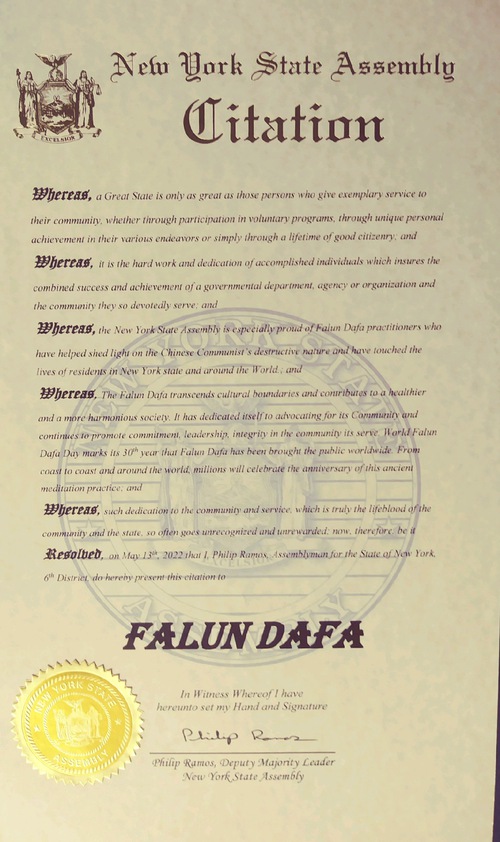 New York State Assembly
Citation
EXCELSIOR
Whereas, a Great State is only as great as those persons who give exemplary service to
their community, whether through participation in voluntary programs, through unique personal
achievement in their various endeavors or simply through a lifetime of good citizenry; and
Whereas, it is the hard work and dedication of accomplished individuals which insures the
combined success and achievement of a governmental department, agency or organization and
the community they so devotedly serve; and
Whereas, the New York State Assembly is especially proud of Falun Dafa practitioners who
have helped shed light on the Chinese Communist's destructive nature and have touched the
lives of residents in New York state and around the World.; and
Whereas, The Falun Dafa transcends cultural boundaries and contributes to a healthier
and a more harmonious society. It has dedicated itself to advocating for its Community and
continues to promote commitment, leadership, integrity in the community its serve. World Falun
Dafa Day marks its 30th year that Falun Dafa has been brought the public worldwide. From
coast to coast and around the world, millions will celebrate the anniversary of this ancient
meditation practice; and
Whereas, such dedication to the community and service, which is truly the lifeblood of the
community and the state, so often goes unrecognized and unrewarded; now, therefore, be it
Resolved, on May 13th, 2022 that I, Philip Ramos, Assemblyman for the State of New York,
6th District, do hereby present this citation to
NEW YORK STATE
EXCELSIOR
ASSEMBLY
FALUN DAFA
In Witness Whereof I have
hereunto set my Hand and Signature
Philip Ramos
Philip Ramos, Deputy Majority Leader
New York State Assembly
NEW YORK STATE
ASSEMBLY